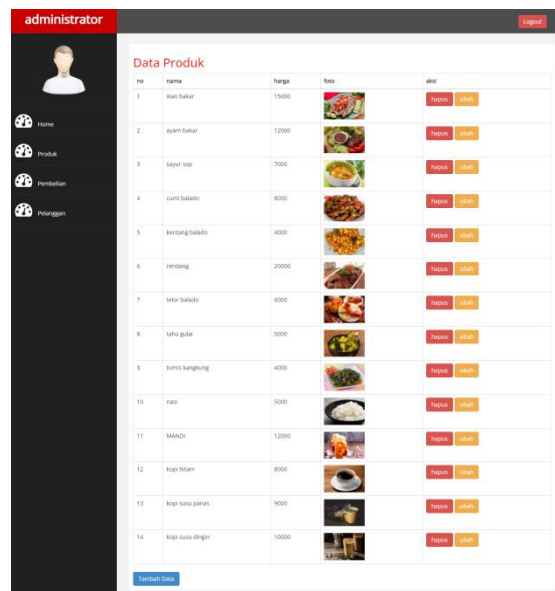 administrator
Logout
Home
Produk
Pembelian
Pelanggan
Data Produk
no nama harga foto aksi
1 ikan bakar 15000 hapus ubah
2 ayam bakar 12000 hapus ubah
3 sayur sop 7000 hapus ubah
4 cumi balado 8000 hapus ubah
5 kentang balado 4000 hapus ubah
6 rendang 20000 hapus ubah
7 telor balado 6000 hapus ubah
8 tahu gulai 5000 hapus ubah
9 tumis kangkung 4000 hapus ubah
10 nasi 5000 hapus ubah
11 MANDI 12000 hapus ubah
12 kopi hitam 8000 hapus ubah
13 kopi susu panas 9000 hapus ubah
14 kopi susu dingin 10000 hapus ubah
Tambah Data